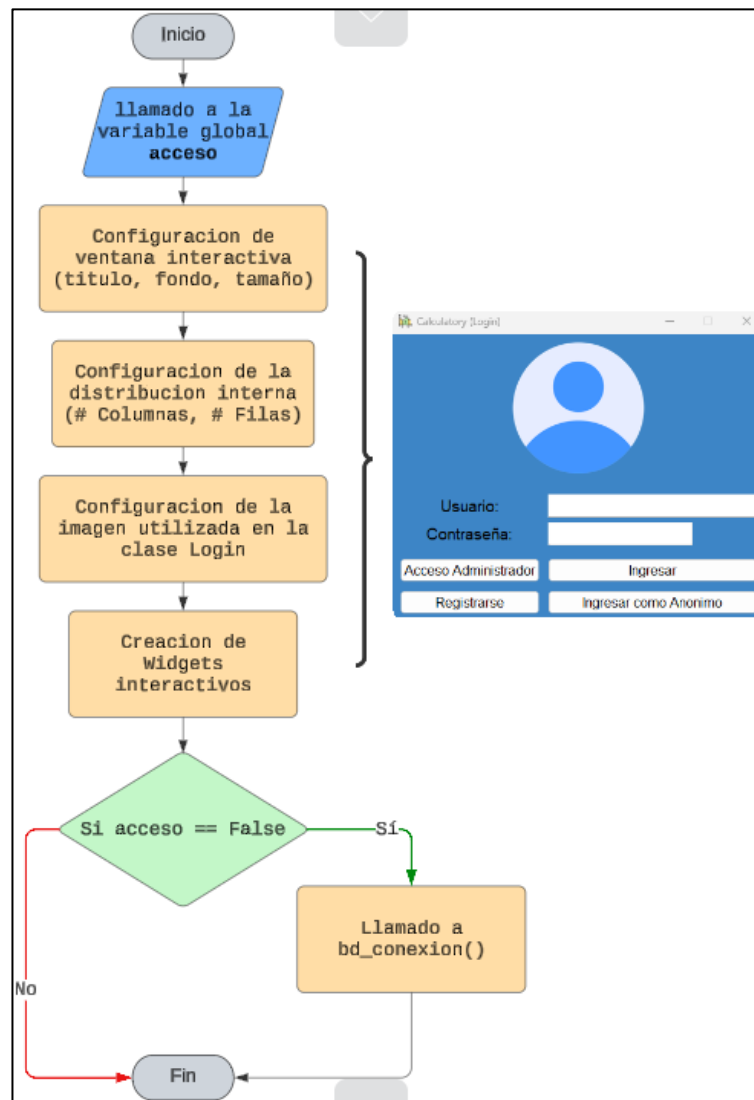 Inicio
llamado a la
variable global
acceso
Configuracion de
ventana interactiva
(titulo, fondo, tamaño)
Configuracion de la
distribucion interna
(# Columnas, # Filas)
Configuracion de la
imagen utilizada en la
clase Login
Creacion de
Widgets
interactivos
Calculatory [Login]
Usuario:
Contraseña:
Acceso Administrador
Ingresar
Registrarse
Ingresar como Anonimo
Si acceso == False
Sí
Llamado a
bd_conexion()
No
Fin